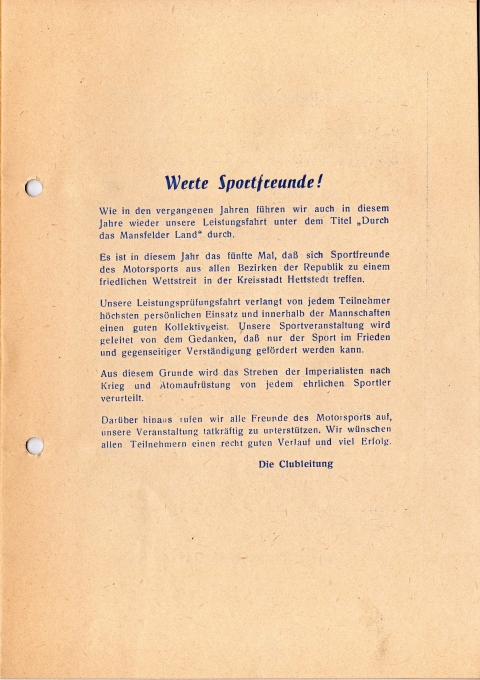 Werte Sportfreunde!
Wie in den vergangenen Jahren führen wir auch in diesem
Jahre wieder unsere Leistungsfahrt unter dem Titel „Durch
das Mansfelder Land“ durch.
Es ist in diesem Jahr das fünfte Mal, daß sich Sportfreunde
des Motorsports aus allen Bezirken der Republik zu einem
friedlichen Wettstreit in der Kreisstadt Hettstedt treffen.
Unsere Leistungsprüfungsfahrt verlangt von jedem Teilnehmer
höchsten persönlichen Einsatz und innerhalb der Mannschaften
einen guten Kollektivgeist. Unsere Sportveranstaltung wird
geleitet von dem Gedanken, daß nur der Sport im Frieden
und gegenseitiger Verständigung gefördert werden kann.
Aus diesem Grunde wird das Streben der Imperialisten nach
Krieg und Atomaufrüstung von jedem ehrlichen Sportler
verurteilt.
Darüber hinaus rufen wir alle Freunde des Motorsports auf,
unsere Veranstaltung tatkräftig zu unterstützen. Wir wünschen
allen Teilnehmern einen recht guten Verlauf und viel Erfolg.
Die Clubleitung